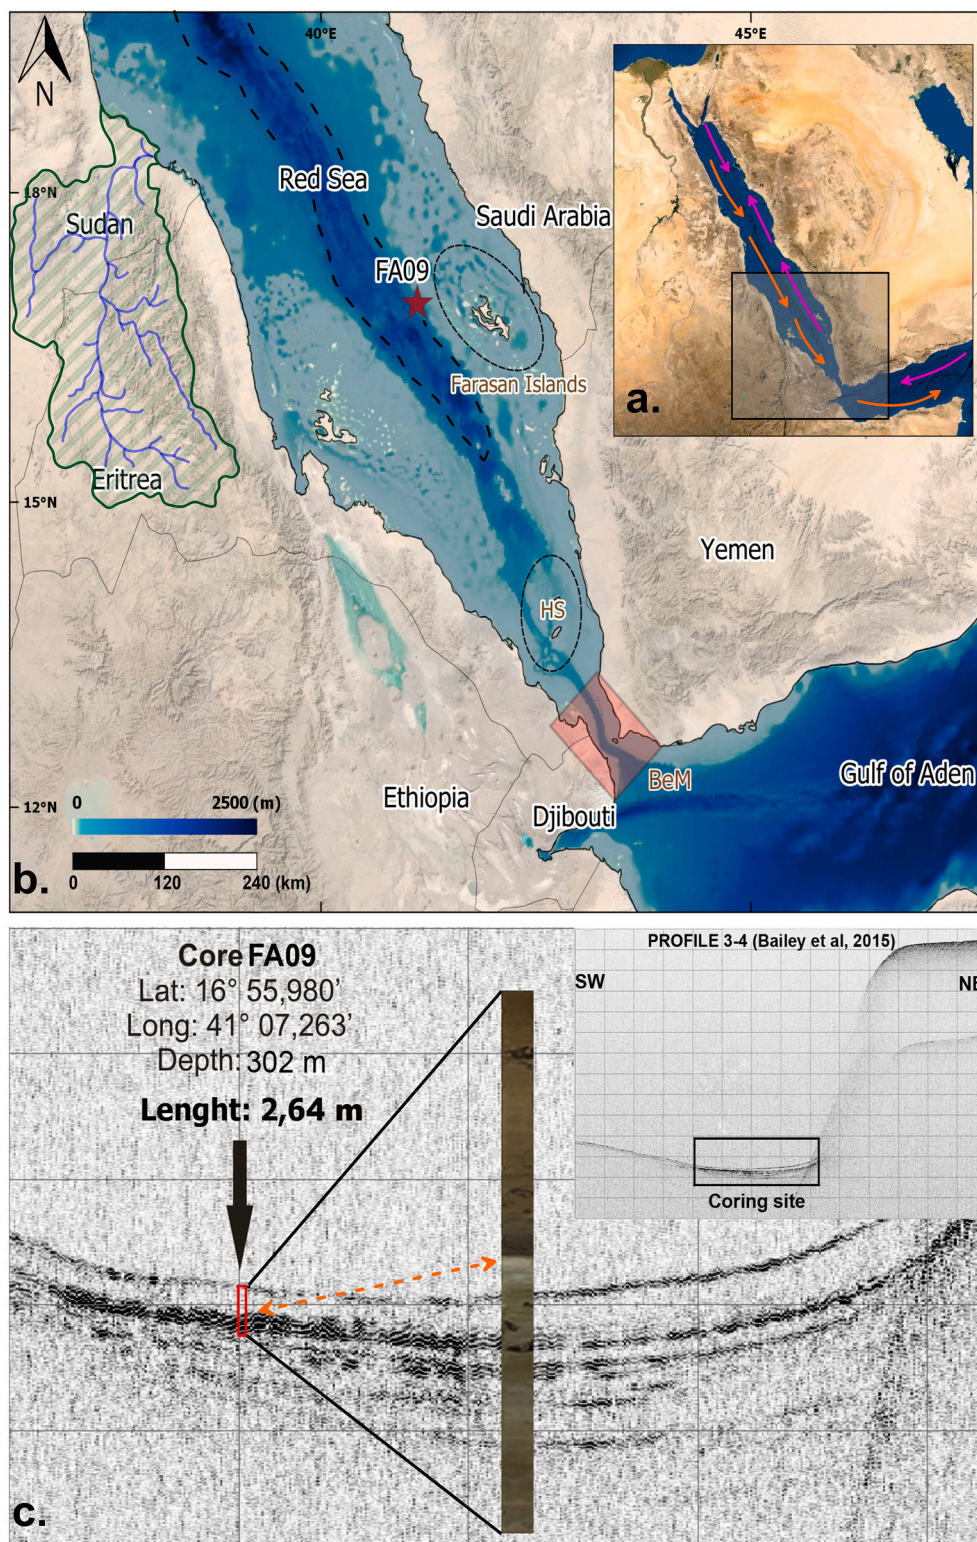 40°E
45°E
N
Red Sea
18°N
Sudan
Saudi Arabia
FA09
Farasan Islands
a.
Eritrea
15°N
Yemen
HS
BeM
Gulf of Aden
Ethiopia
Djibouti
12°N
0 2500 (m)
0 120 240 (km)
b.
Core FA09
Lat: 16° 55,980’
Long: 41° 07,263’
Depth: 302 m
Lenght: 2,64 m
PROFILE 3-4 (Bailey et al, 2015)
SW
NE
Coring site
c.